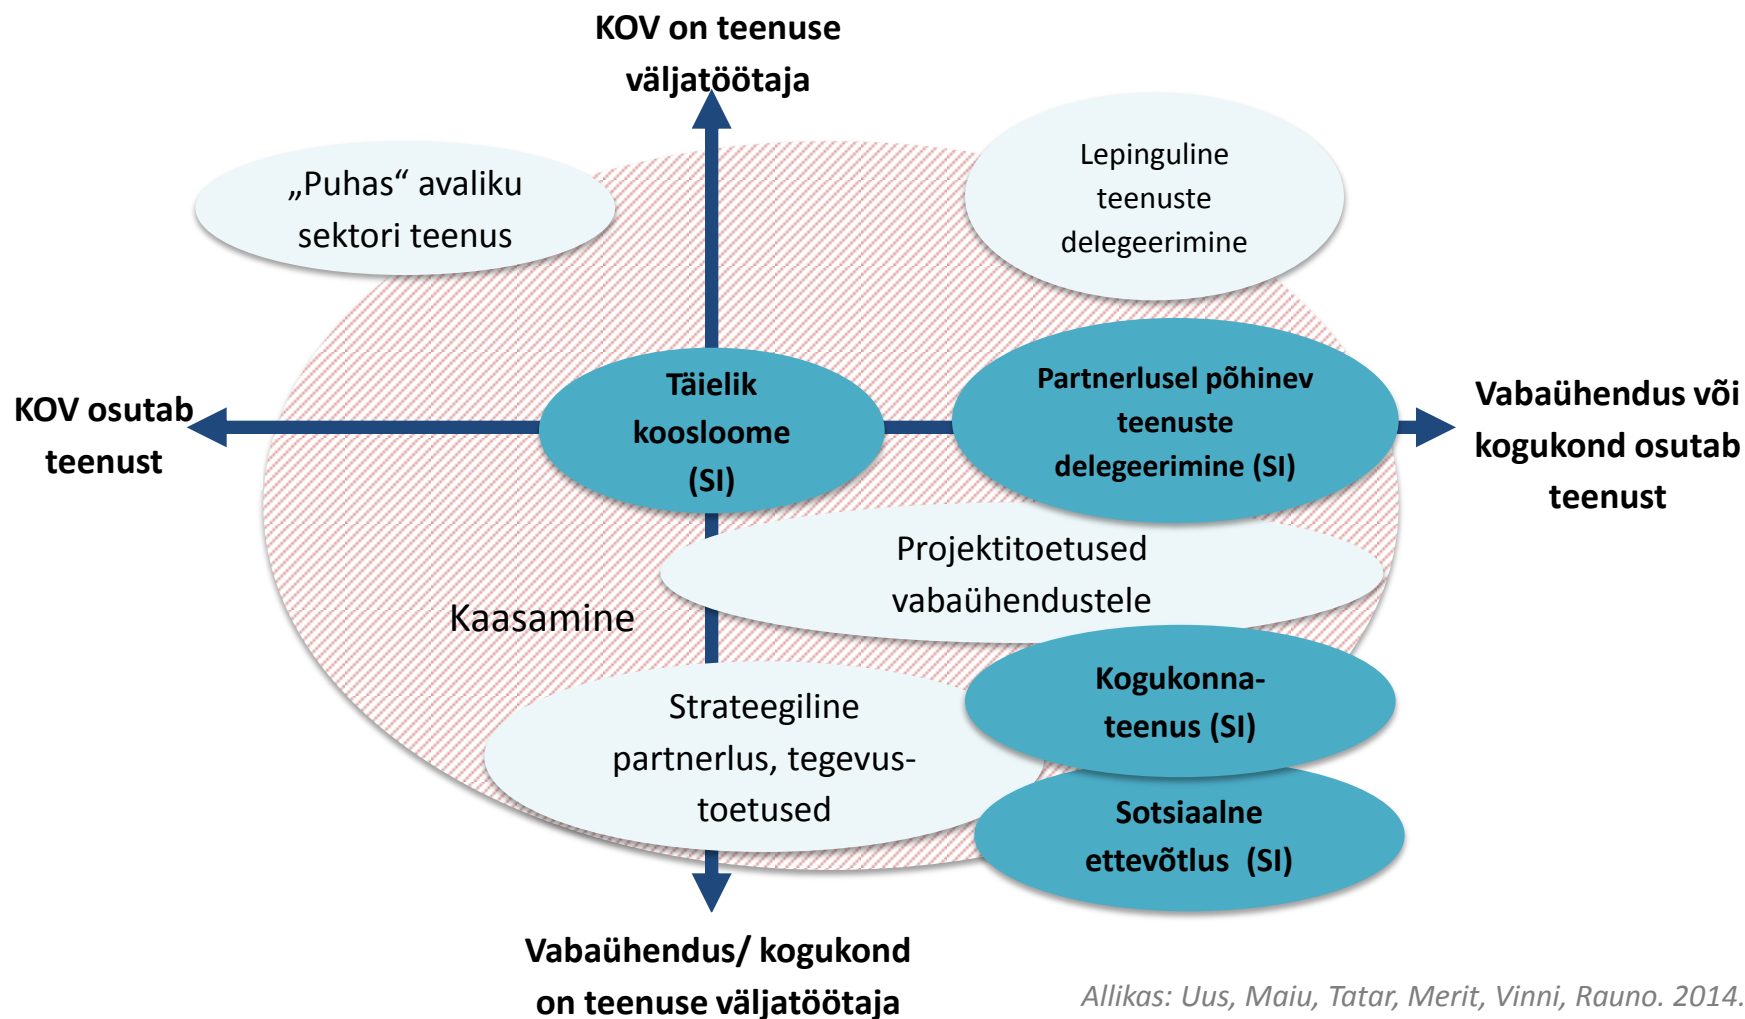 KOV on teenuse
väljatöötaja
„Puhas“ avaliku
sektori teenus
Lepinguline
teenuste
delegeerimine
KOV osutab
teenust
Täielik
koosloome
(SI)
Partnerlusel põhinev
teenuste
delegeerimine (SI)
Vabaühendus või
kogukond osutab
teenust
Projektitoetused
vabaühendustele
Kaasamine
Strateegiline
partnerlus, tegevus-
toetused
Kogukonna-
teenus (SI)
Sotsiaalne
ettevõtlus (SI)
Vabaühendus/ kogukond
on teenuse väljatöötaja
Allikas: Uus, Maiu, Tatar, Merit, Vinni, Rauno. 2014.